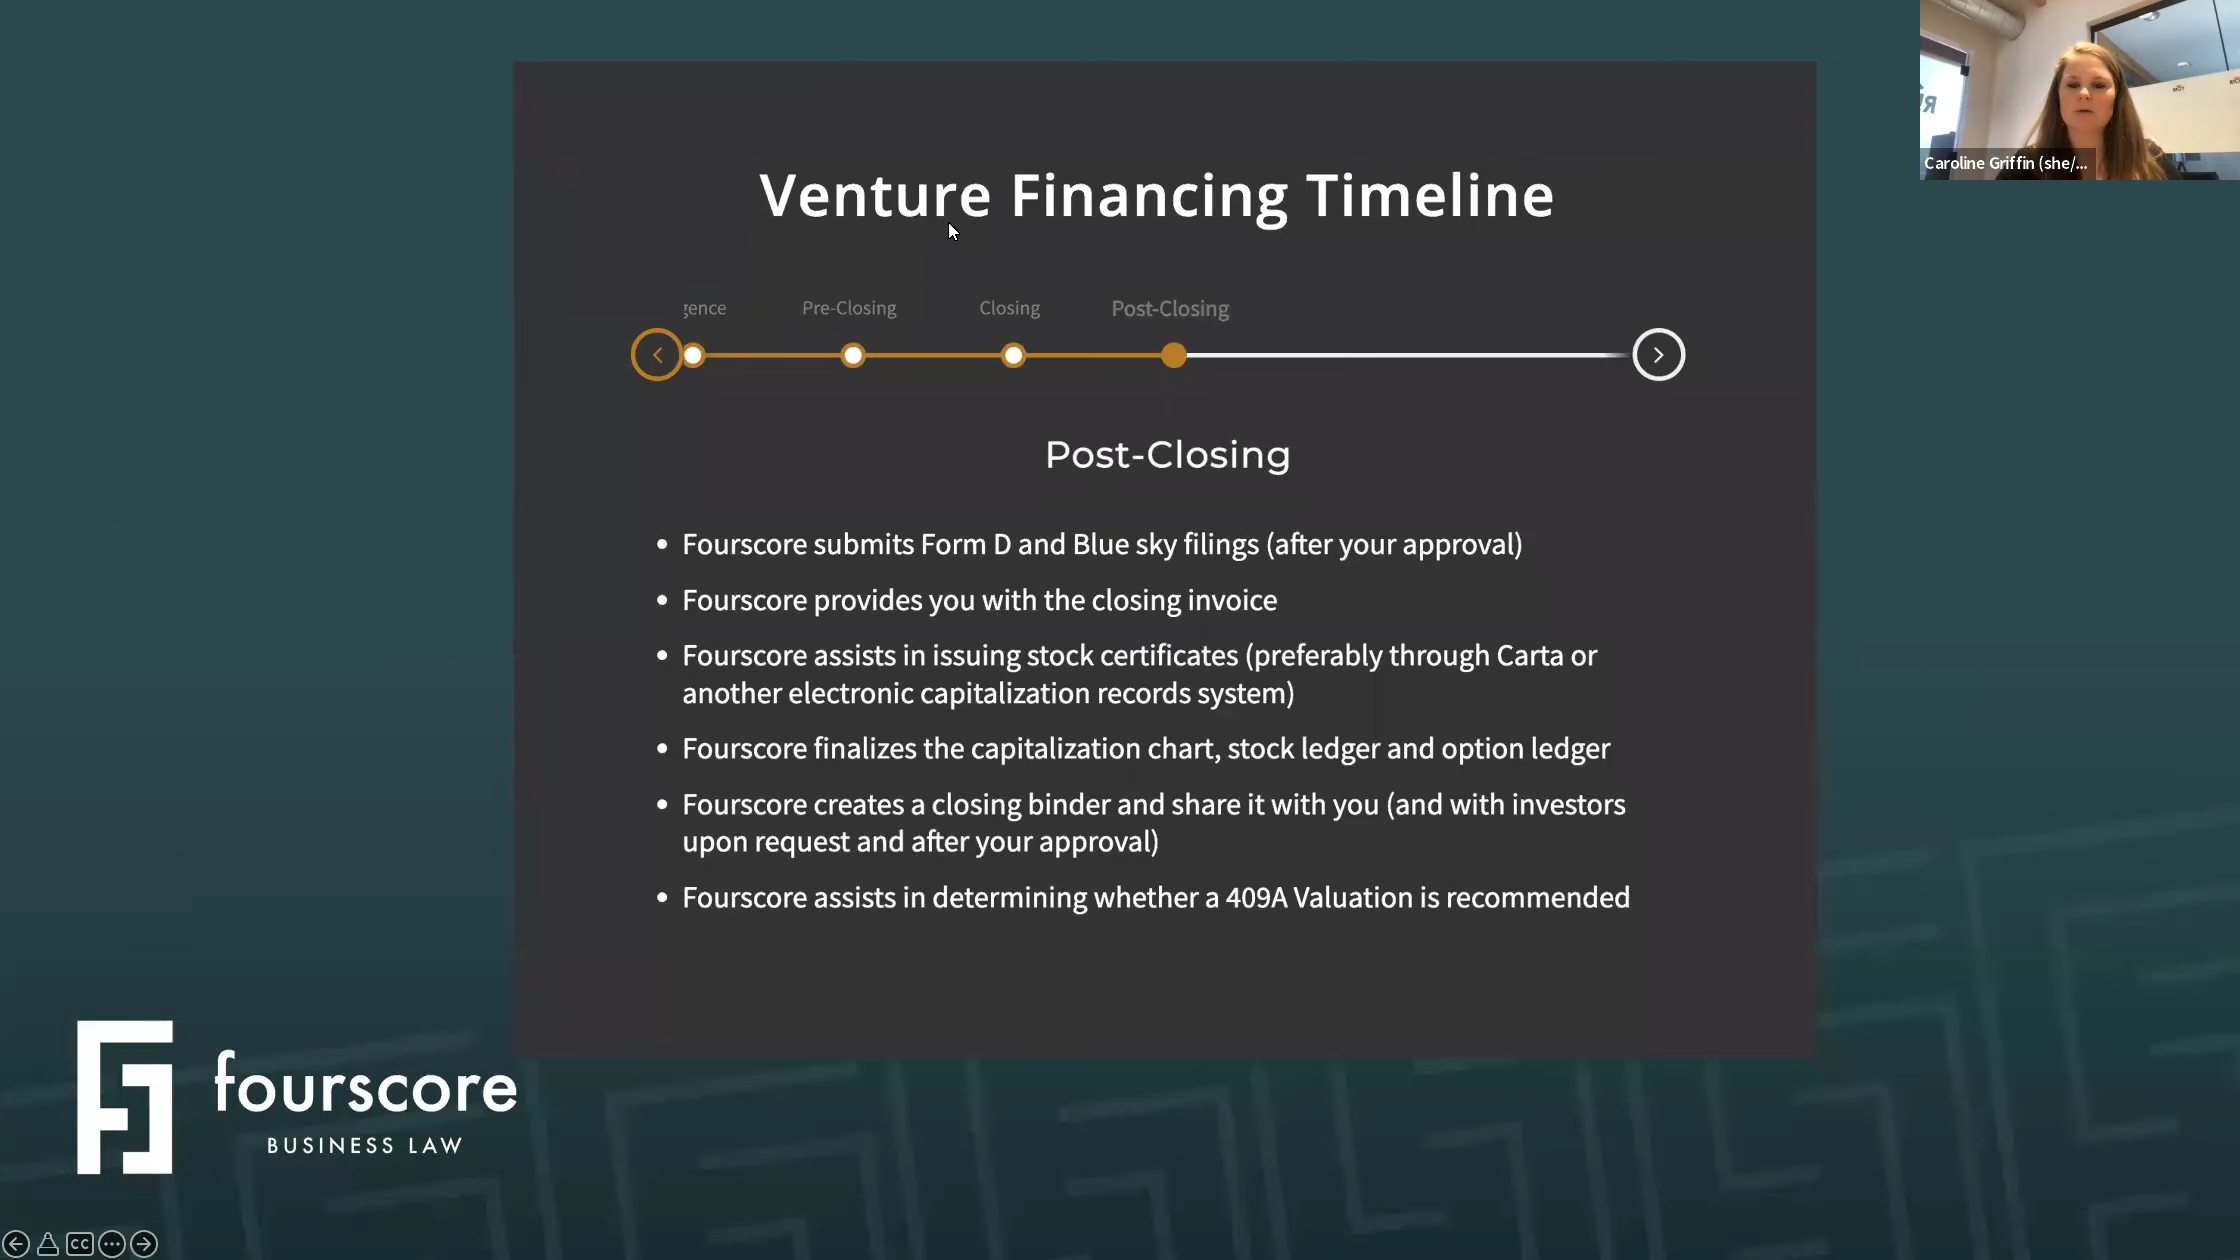 Venture Financing Timeline
gence
Pre-Closing
Closing
Post-Closing
Post-Closing
• Fourscore submits Form D and Blue sky filings (after your approval)
• Fourscore provides you with the closing invoice
• Fourscore assists in issuing stock certificates (preferably through Carta or
another electronic capitalization records system)
• Fourscore finalizes the capitalization chart, stock ledger and option ledger
• Fourscore creates a closing binder and share it with you (and with investors
upon request and after your approval)
• Fourscore assists in determining whether a 409A Valuation is recommended
Caroline Griffin (she/...
fourscore
BUSINESS LAW
CC